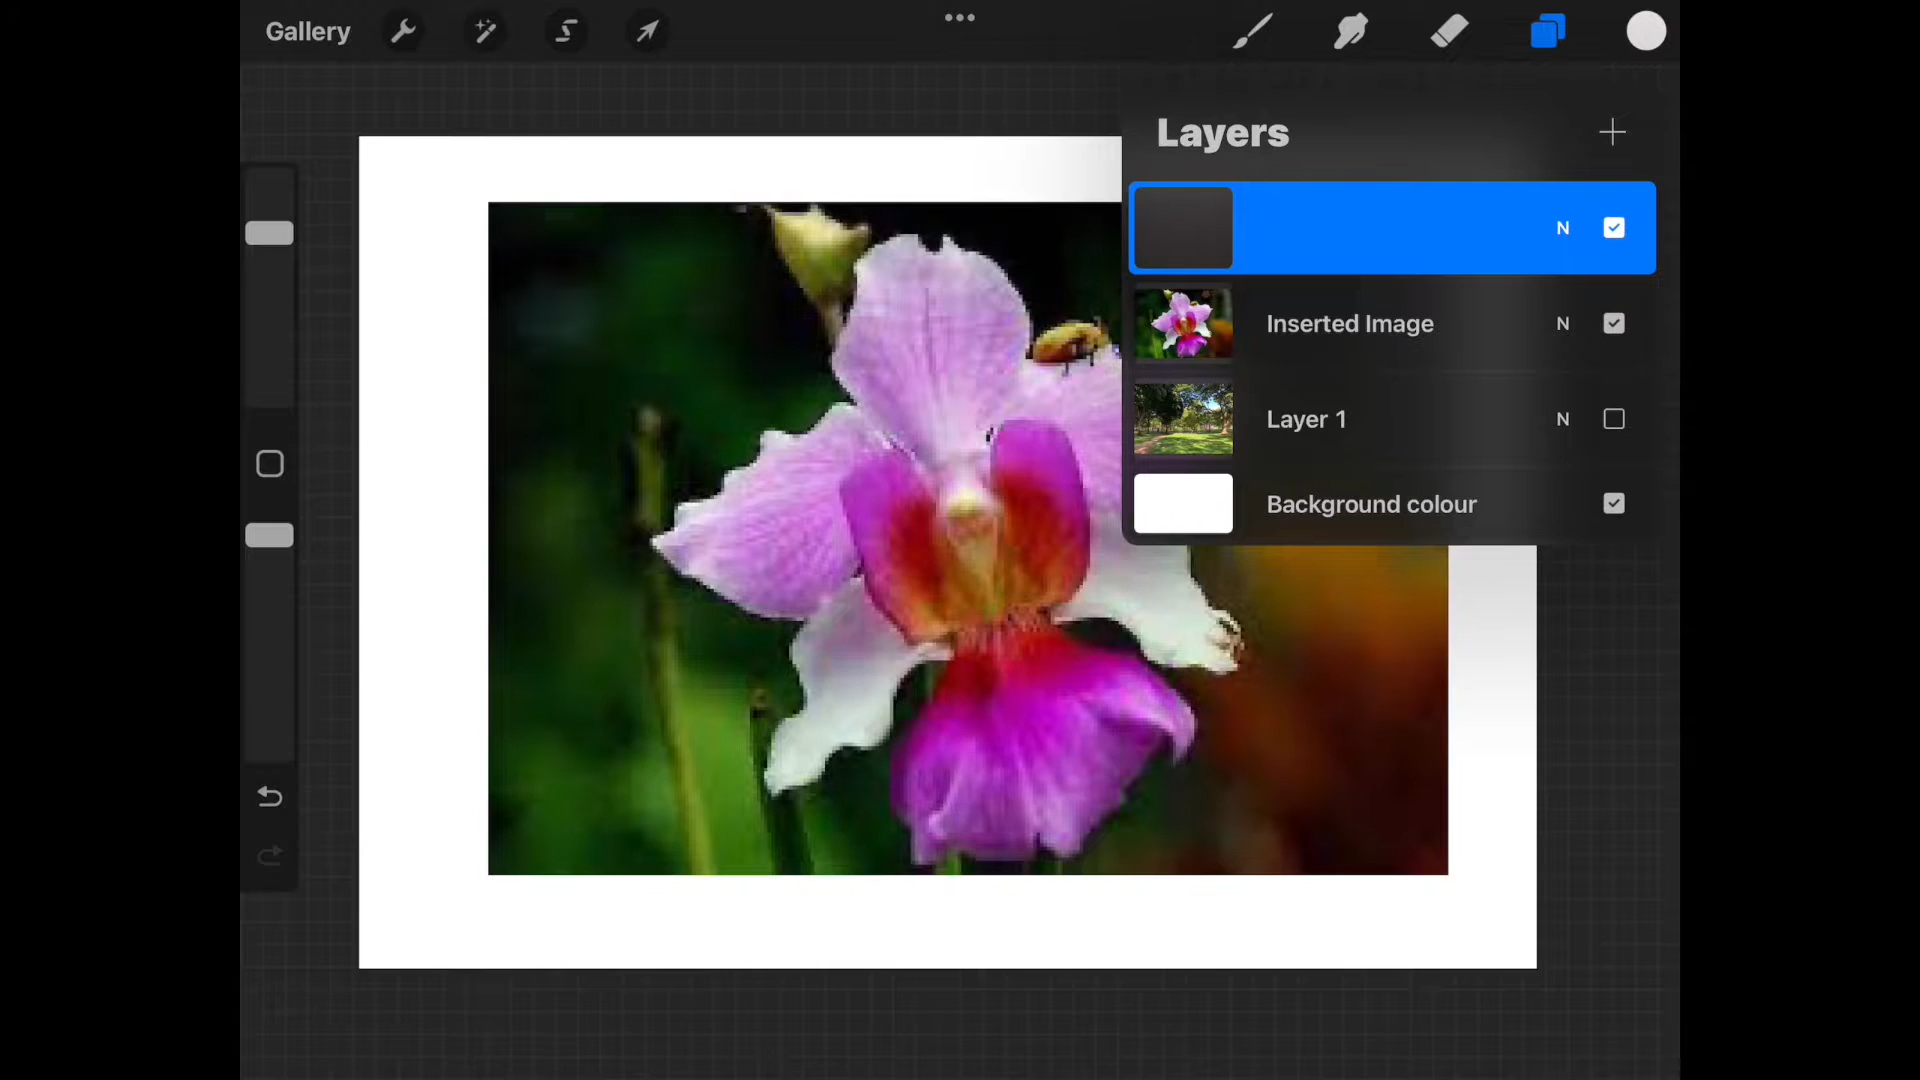 Gallery
Layers
N
Inserted Image N
Layer 1 N
Background colour